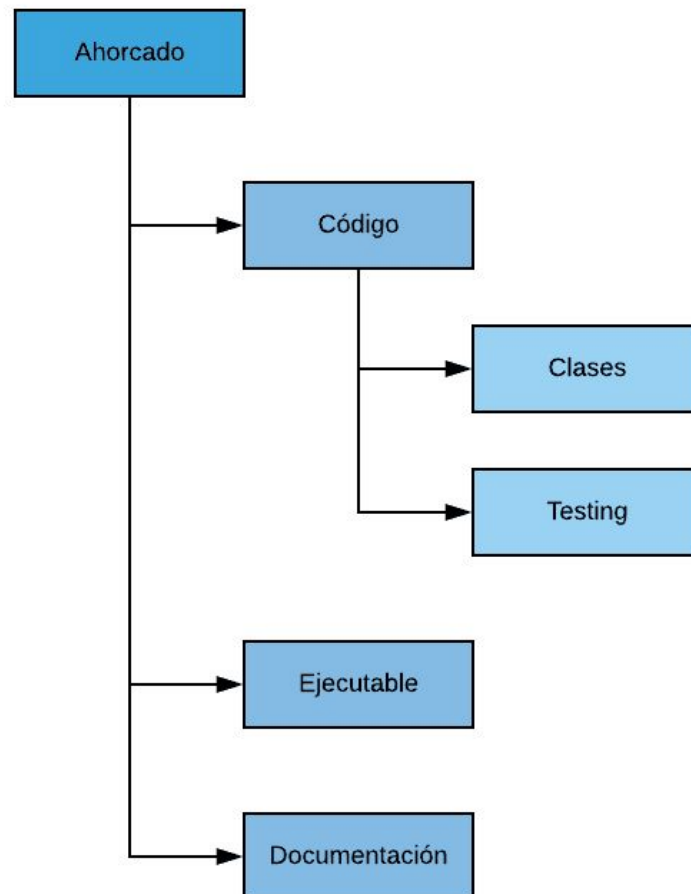 Ahorcado
Código
Clases
Testing
Ejecutable
Documentación